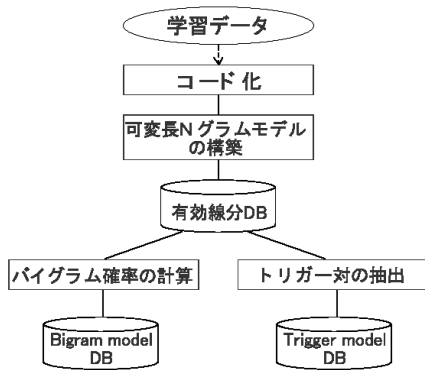 学習データ
コード化
可変長Nグラムモデル
の構築
有効線分DB
バイグラム確率の計算
トリガー対の抽出
Bigram model
DB
Trigger model
DB